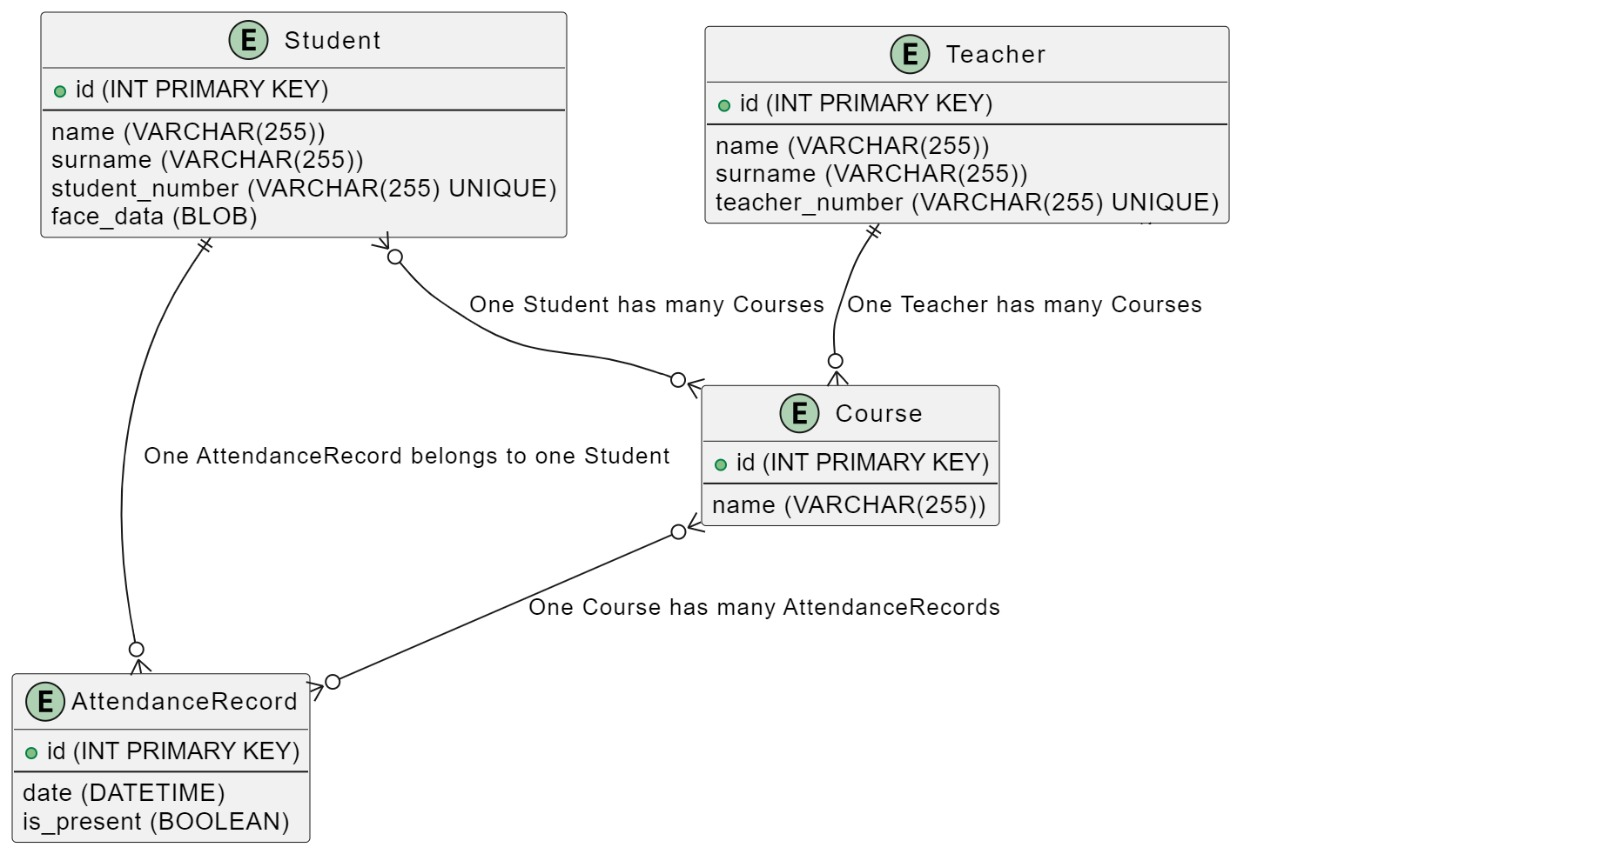 E Student
id (INT PRIMARY KEY)
name (VARCHAR(255))
surname (VARCHAR(255))
student_number (VARCHAR(255) UNIQUE)
face_data (BLOB)
E Teacher
id (INT PRIMARY KEY)
name (VARCHAR(255))
surname (VARCHAR(255))
teacher_number (VARCHAR(255) UNIQUE)
One Student has many Courses
One Teacher has many Courses
E Course
id (INT PRIMARY KEY)
name (VARCHAR(255))
One AttendanceRecord belongs to one Student
One Course has many AttendanceRecords
E AttendanceRecord
id (INT PRIMARY KEY)
date (DATETIME)
is_present (BOOLEAN)